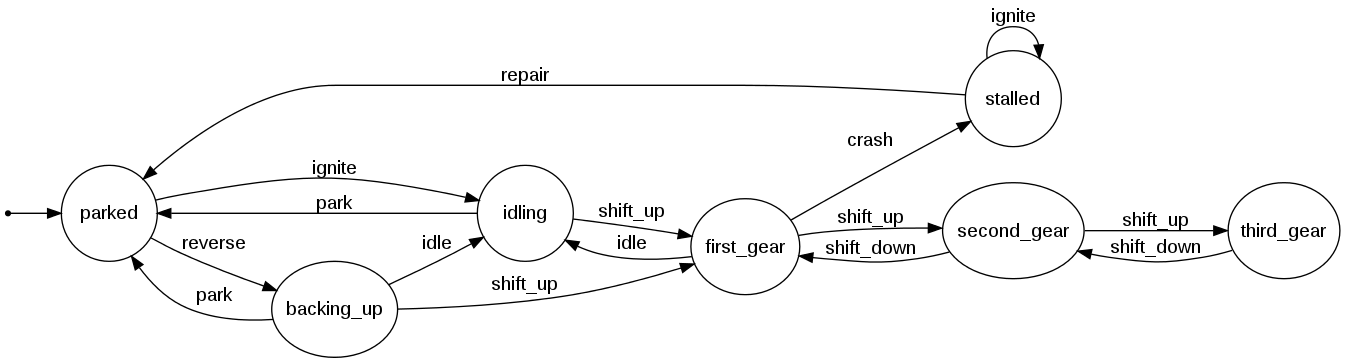 ignite
repair
stalled
crash
ignite
parked
park
idling
shift_up
shift_up
shift_up
reverse
idle
idle
first_gear
shift_down
second_gear
shift_down
third_gear
park
shift_up
backing_up